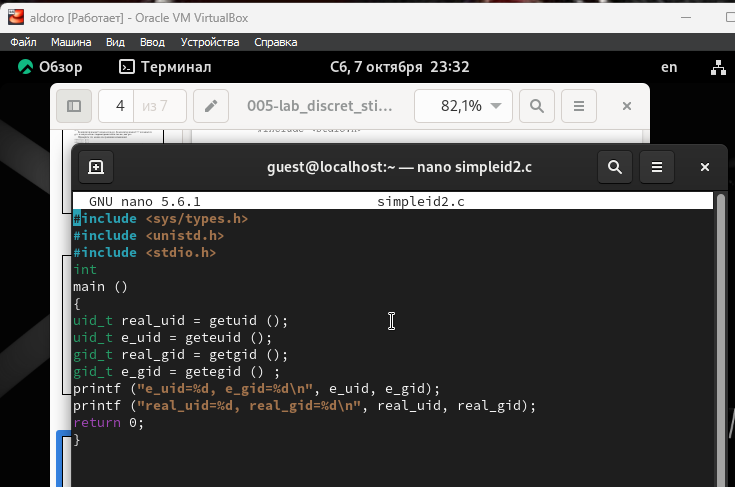 aldoro [Работает] - Oracle VM VirtualBox
Файл Машина Вид Ввод Устройства Справка
Обзор Терминал Сб, 7 октября 23:32 en
4 из 7 005-lab_discret_sti... 82,1%
guest@localhost:~ — nano simpleid2.c
GNU nano 5.6.1 simpleid2.c
#include <sys/types.h>
#include <unistd.h>
#include <stdio.h>
int
main ()
{
uid_t real_uid = getuid ();
uid_t e_uid = geteuid ();
gid_t real_gid = getgid ();
gid_t e_gid = getegid () ;
printf ("e_uid=%d, e_gid=%d\n", e_uid, e_gid);
printf ("real_uid=%d, real_gid=%d\n", real_uid, real_gid);
return 0;
}